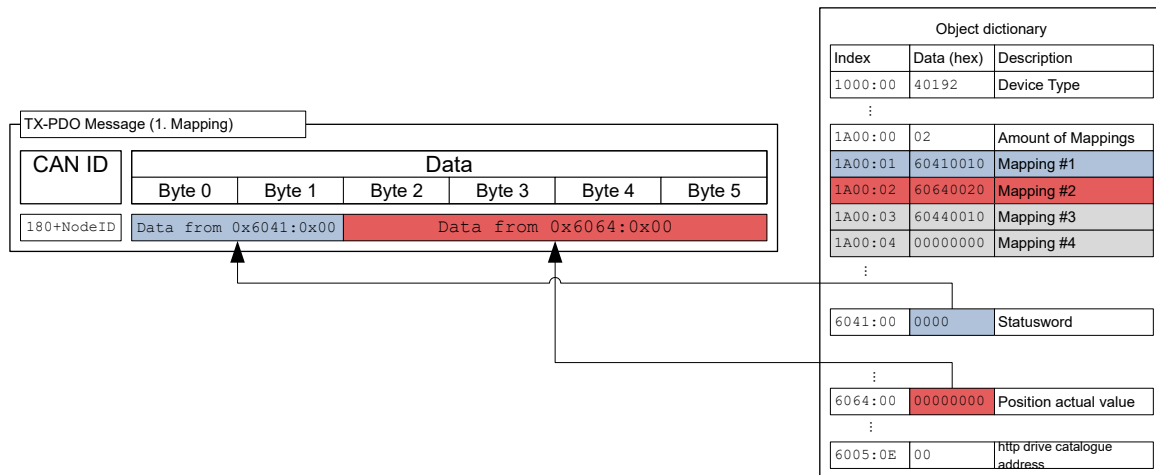 Object dictionary
Index Data (hex) Description
1000:00 40192 Device Type
⋮
TX-PDO Message (1. Mapping)
CAN ID Data
Byte 0 Byte 1 Byte 2 Byte 3 Byte 4 Byte 5
180+NodeID Data from 0x6041:0x00 Data from 0x6064:0x00
1A00:00 02 Amount of Mappings
1A00:01 60410010 Mapping #1
1A00:02 60640020 Mapping #2
1A00:03 60440010 Mapping #3
1A00:04 00000000 Mapping #4
⋮
6041:00 0000 Statusword
⋮
6064:00 00000000 Position actual value
⋮
6005:0E 00 http drive catalogue
address